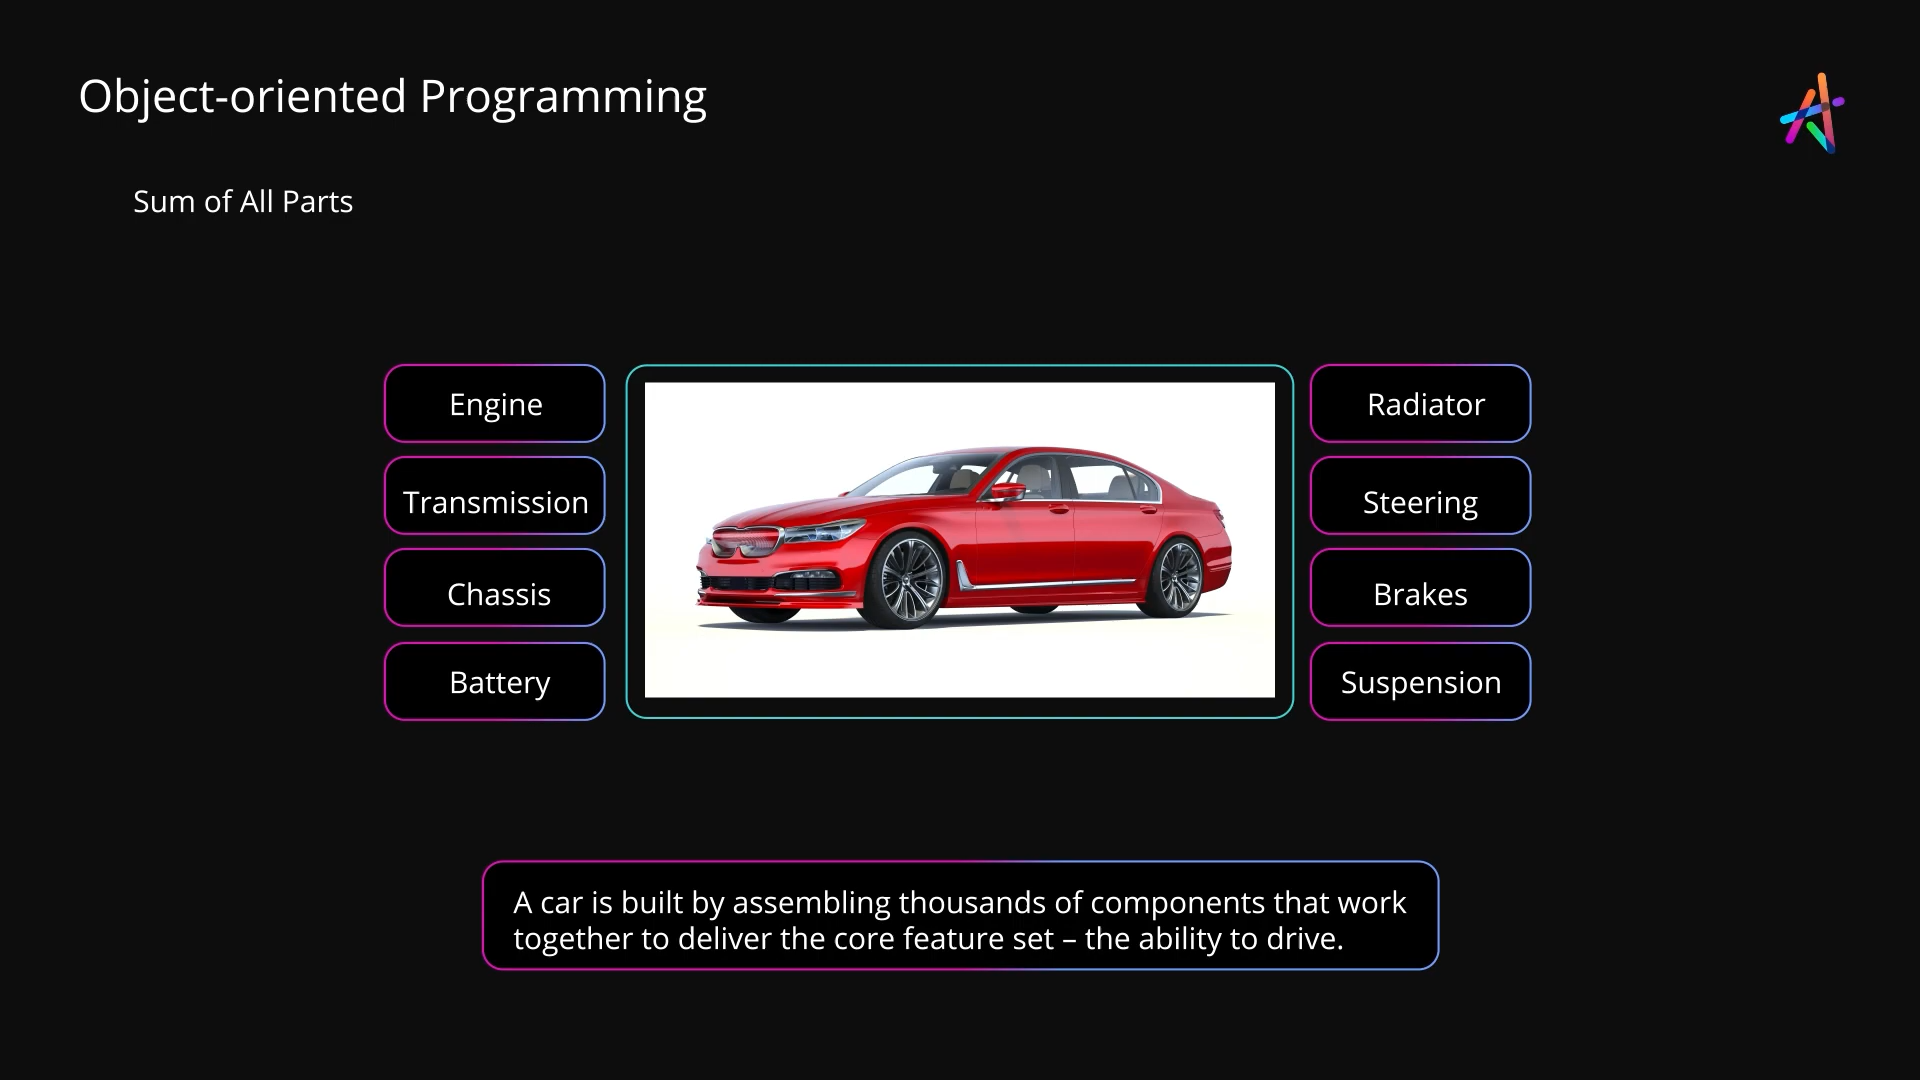 Object-oriented Programming
Sum of All Parts
Engine
Transmission
Chassis
Battery
Radiator
Steering
Brakes
Suspension
A car is built by assembling thousands of components that work
together to deliver the core feature set – the ability to drive.